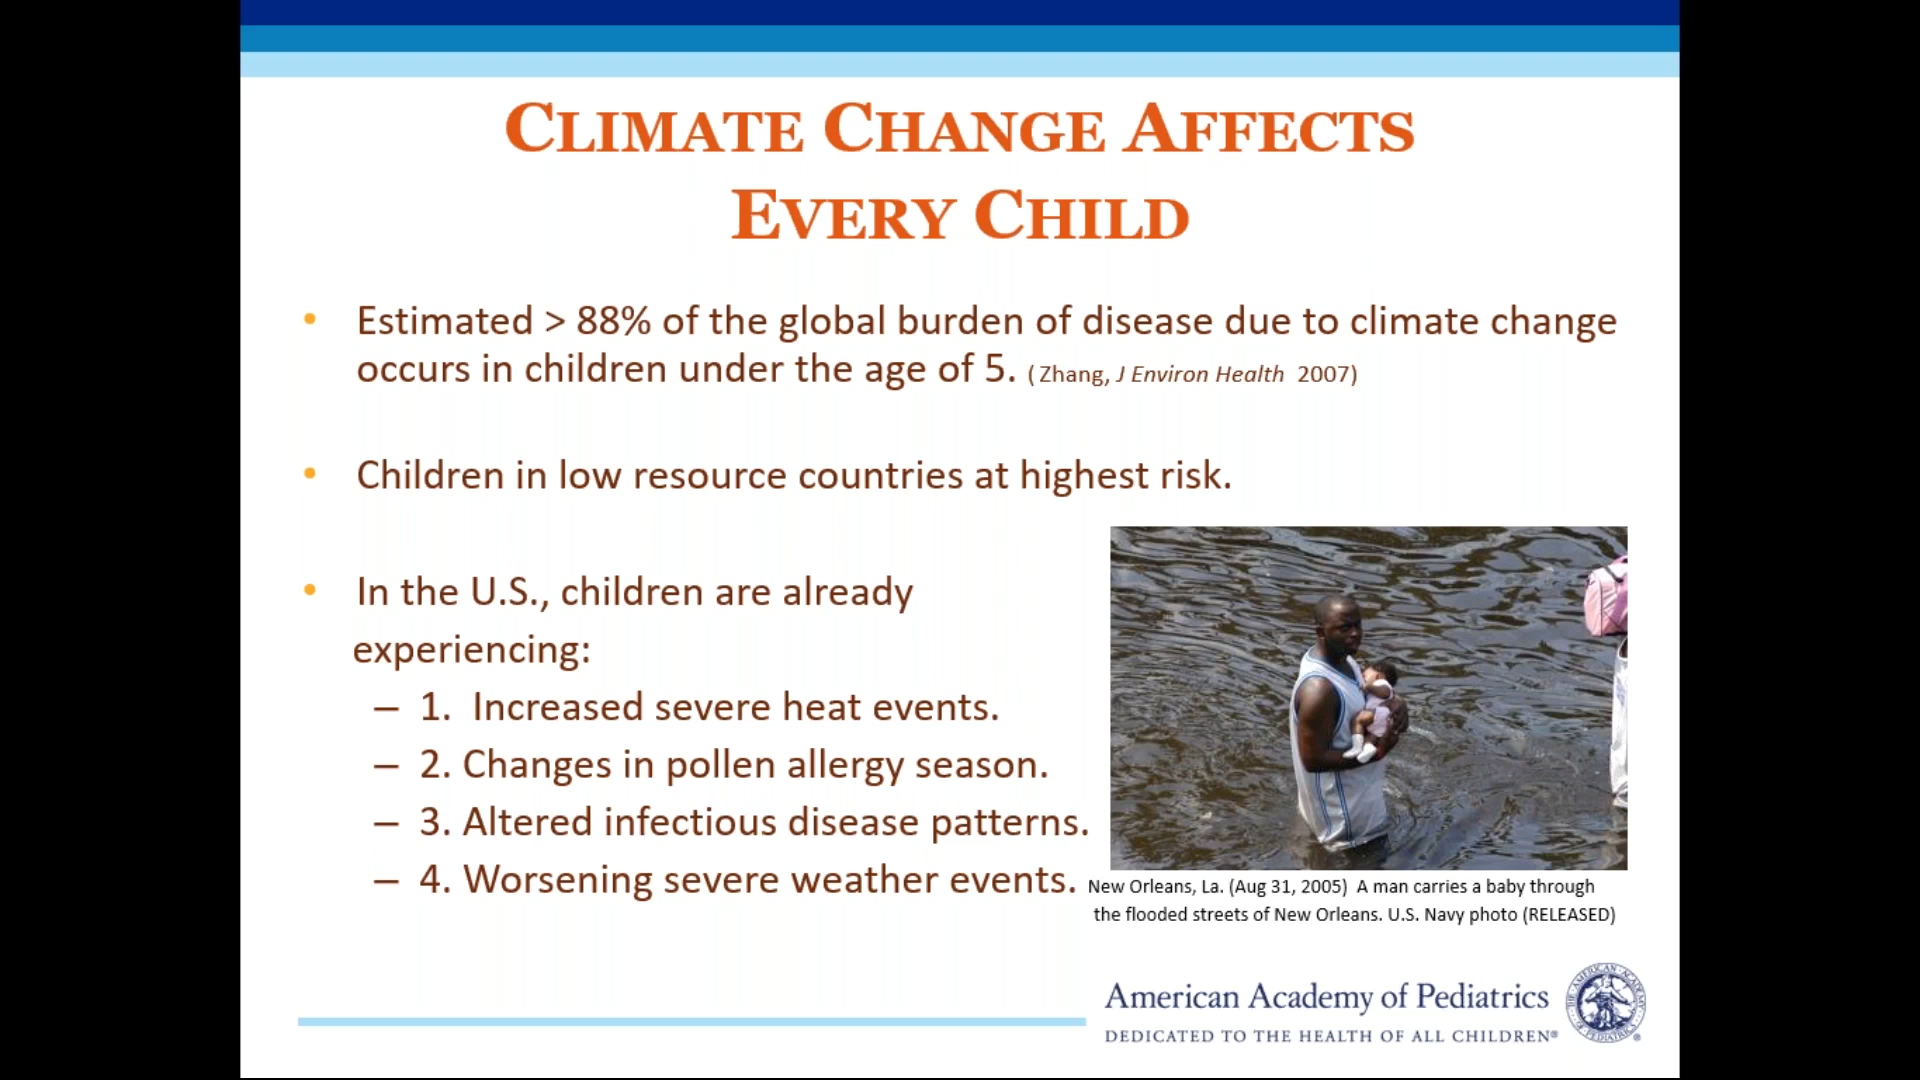 CLIMATE CHANGE AFFECTS
EVERY CHILD
• Estimated > 88% of the global burden of disease due to climate change
occurs in children under the age of 5. ( Zhang, J Environ Health 2007)
• Children in low resource countries at highest risk.
• In the U.S., children are already
experiencing:
– 1. Increased severe heat events.
– 2. Changes in pollen allergy season.
– 3. Altered infectious disease patterns.
– 4. Worsening severe weather events.
New Orleans, La. (Aug 31, 2005) A man carries a baby through
the flooded streets of New Orleans. U.S. Navy photo (RELEASED)
American Academy of Pediatrics
DEDICATED TO THE HEALTH OF ALL CHILDREN®